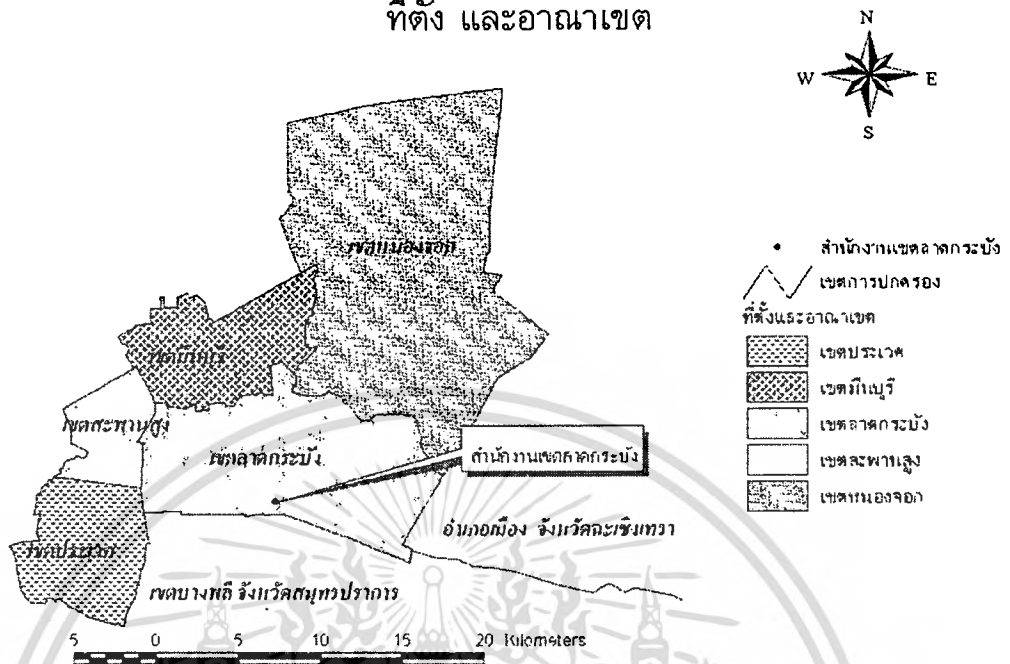 ที่ตั้ง และอาณาเขต
N
W E
S
เขตหนองจอก
• สำนักงานเขตลาดกระบัง
เขตการปกครอง
ที่ตั้งและอาณาเขต
เขตประเวศ
เขตมีนบุรี
เขตลาดกระบัง
เขตสะพานสูง
เขตหนองจอก
เขตมีนบุรี
เขตสะพานสูง
เขตลาดกระบัง
สำนักงานเขตลาดกระบัง
อำเภอเมือง จังหวัดฉะเชิงเทรา
เขตประเวศ
เขตบางพลี จังหวัดสมุทรปราการ
5 0 5 10 15 20 Kilometers